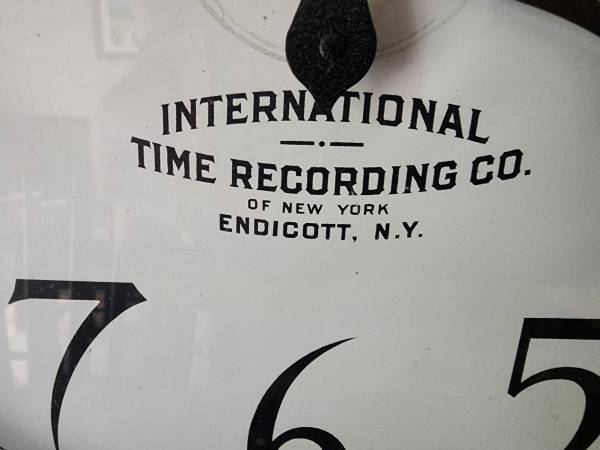 INTERNATIONAL
TIME RECORDING CO.
OF NEW YORK
ENDICOTT, N.Y.
7 6 5